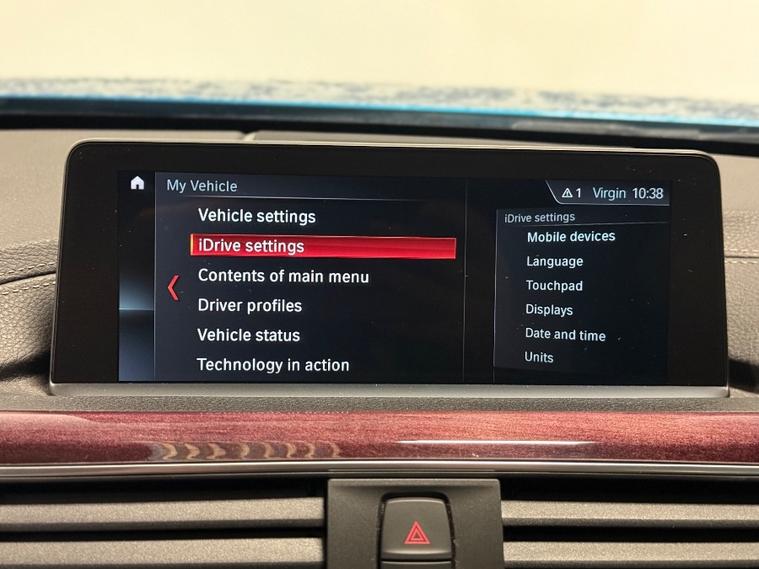 My Vehicle
1 Virgin 10:38
Vehicle settings
iDrive settings
Contents of main menu
Driver profiles
Vehicle status
Technology in action
iDrive settings
Mobile devices
Language
Touchpad
Displays
Date and time
Units